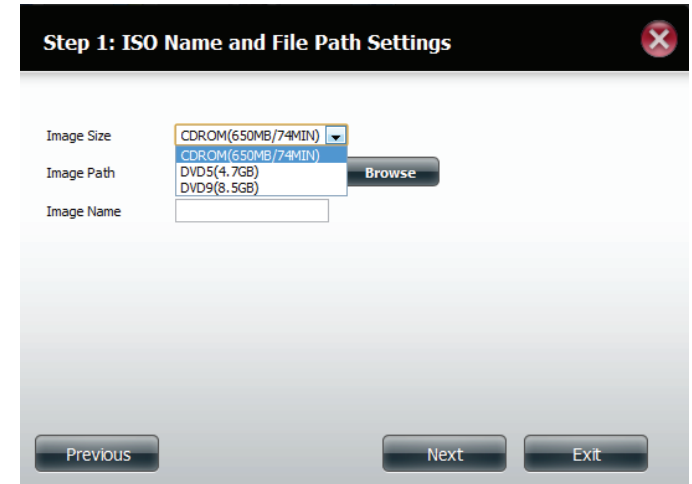 Step 1: ISO Name and File Path Settings
Image Size CDROM(650MB/74MIN)
CDROM(650MB/74MIN)
Image Path DVD5(4.7GB) Browse
DVD9(8.5GB)
Image Name
Previous Next Exit